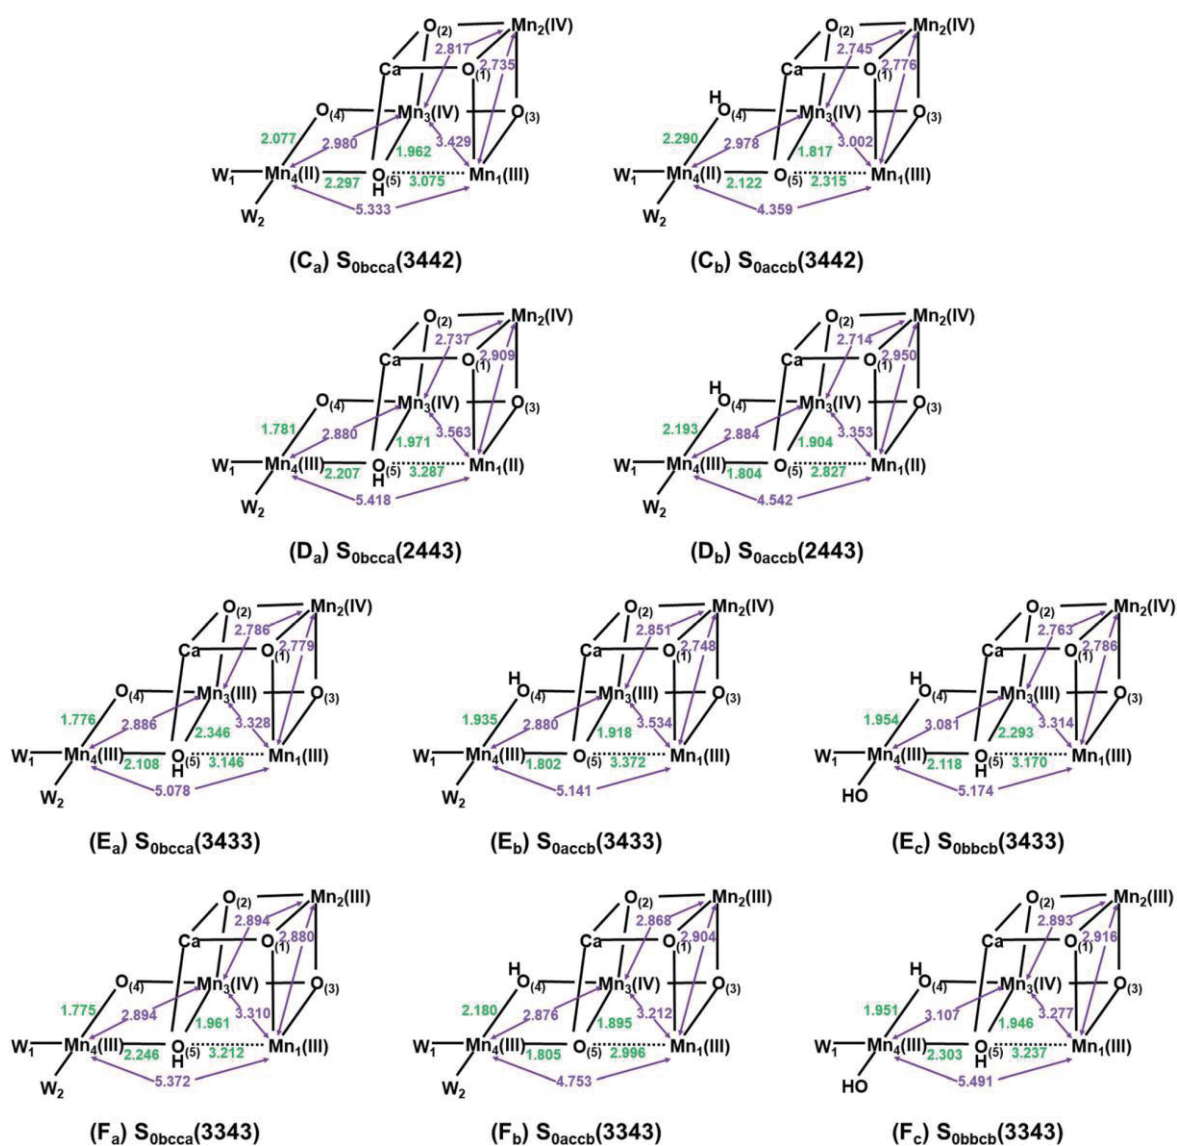 O(2) Mn2(IV) O(2) Mn2(IV)
2.817 2.745
Ca O(1) 2.735 Ca O(1) 2.776
H
O(4) Mn3(IV) O(3) O(4) Mn3(IV) O(3)
2.077 2.980 1.962 3.429 2.290 2.978 1.817 3.002
W1 Mn4(II) 2.297 O(5) H 3.075 Mn1(III) W1 Mn4(II) 2.122 O(5) 2.315 Mn1(III)
W2 5.333 W2 4.359
(Ca) S0bcca(3442) (Cb) S0accb(3442)
O(2) Mn2(IV) O(2) Mn2(IV)
2.737 2.714
Ca O(1) 2.909 Ca O(1) 2.950
H
O(4) Mn3(IV) O(3) O(4) Mn3(IV) O(3)
1.781 2.880 1.971 3.563 2.193 2.884 1.904 3.353
W1 Mn4(III) 2.207 O(5) H 3.287 Mn1(II) W1 Mn4(III) 1.804 O(5) 2.827 Mn1(II)
W2 5.418 W2 4.542
(Da) S0bcca(2443) (Db) S0accb(2443)
O(2) Mn2(IV) O(2) Mn2(IV) O(2) Mn2(IV)
2.786 2.851 2.763
Ca O(1) 2.779 Ca O(1) 2.748 Ca O(1) 2.786
H H
O(4) Mn3(III) O(3) O(4) Mn3(III) O(3) O(4) Mn3(III) O(3)
1.776 2.886 2.346 3.328 1.935 2.880 1.918 3.534 1.954 3.081 2.293 3.314
W1 Mn4(III) 2.108 O(5) H 3.146 Mn1(III) W1 Mn4(III) 1.802 O(5) 3.372 Mn1(III) W1 Mn4(III) 2.118 O(5) H 3.170 Mn1(III)
W2 5.078 W2 5.141 HO 5.174
(Ea) S0bcca(3433) (Eb) S0accb(3433) (Ec) S0bbcb(3433)
O(2) Mn2(III) O(2) Mn2(III) O(2) Mn2(III)
2.894 2.868 2.893
Ca O(1) 2.880 Ca O(1) 2.904 Ca O(1) 2.916
H H
O(4) Mn3(IV) O(3) O(4) Mn3(IV) O(3) O(4) Mn3(IV) O(3)
1.775 2.894 1.961 3.310 2.180 2.876 1.895 3.212 1.951 3.107 1.946 3.277
W1 Mn4(III) 2.246 O(5) H 3.212 Mn1(III) W1 Mn4(III) 1.805 O(5) 2.996 Mn1(III) W1 Mn4(III) 2.303 O(5) H 3.237 Mn1(III)
W2 5.372 W2 4.753 HO 5.491
(Fa) S0bcca(3343) (Fb) S0accb(3343) (Fc) S0bbcb(3343)